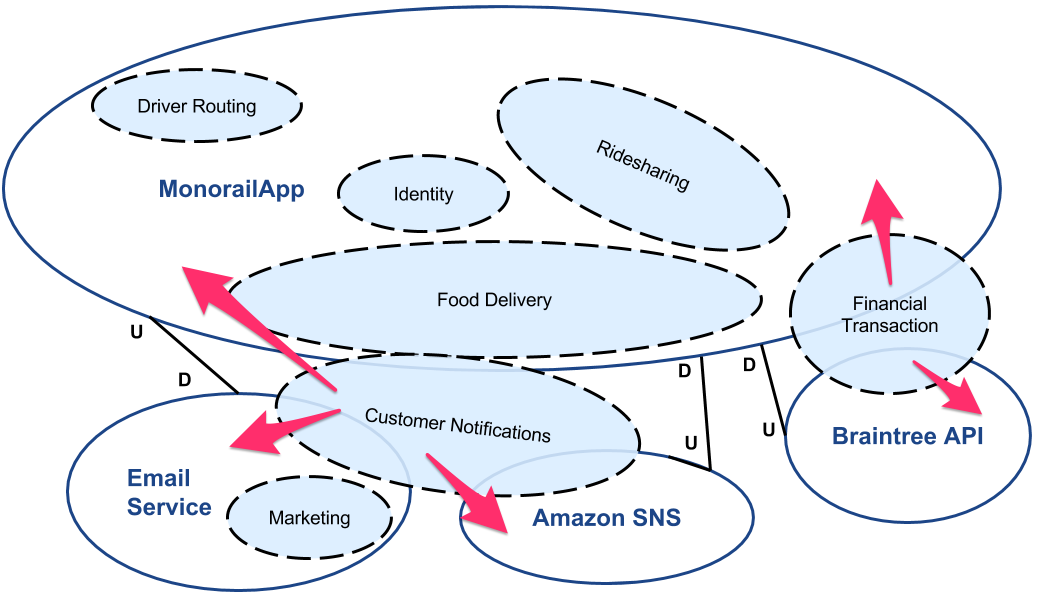 Driver Routing
Ridesharing
MonorailApp
Identity
Food Delivery
Financial
Transaction
U
D
D
U
D
U
Customer Notifications
Braintree API
Email
Service
Marketing
Amazon SNS